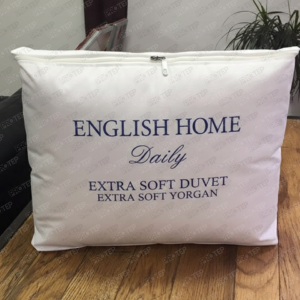 ENGLISH HOME
Daily
EXTRA SOFT DUVET
EXTRA SOFT YORGAN